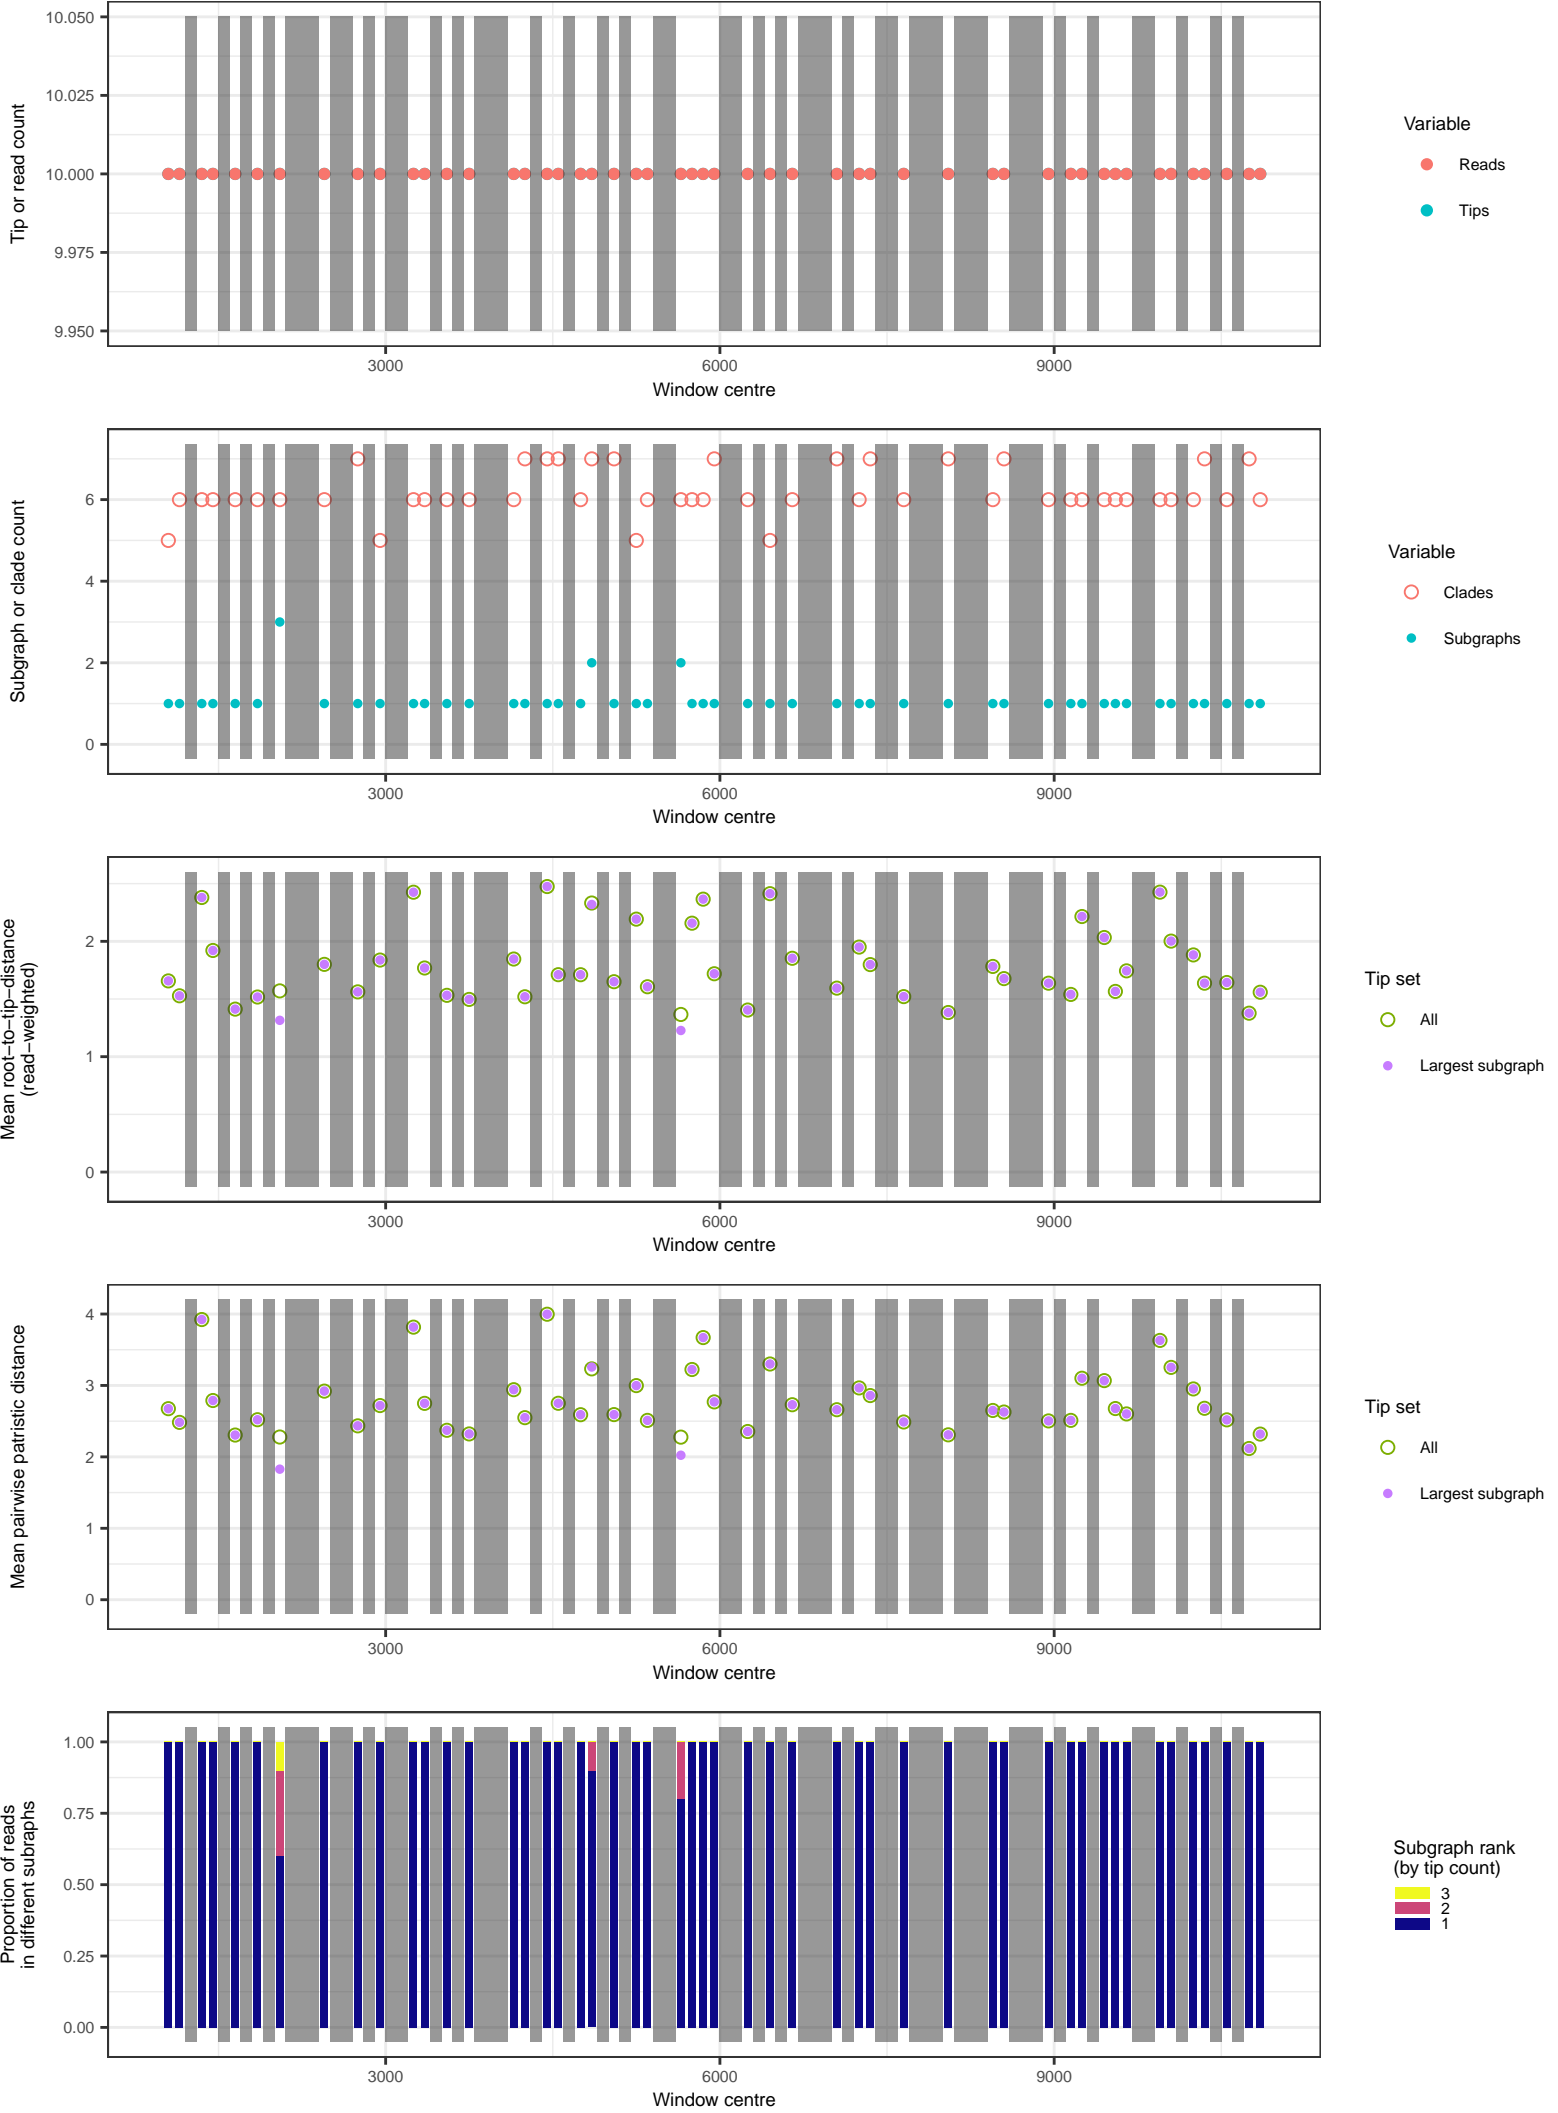 10.050
10.025
10.000
9.975
9.950
Tip or read count
3000
6000
9000
Window centre
Variable
Reads
Tips
6
4
2
0
Subgraph or clade count
3000
6000
9000
Window centre
Variable
Clades
Subgraphs
2
1
0
Mean root−to−tip−distance
(read−weighted)
3000
6000
9000
Window centre
Tip set
All
Largest subgraph
4
3
2
1
0
Mean pairwise patristic distance
3000
6000
9000
Window centre
Tip set
All
Largest subgraph
1.00
0.75
0.50
0.25
0.00
Proportion of reads
in different subraphs
3000
6000
9000
Window centre
Subgraph rank
(by tip count)
3
2
1